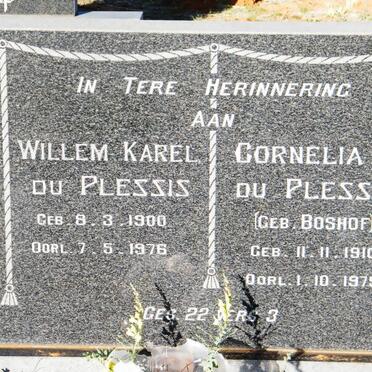 IN TERE HERINNERING
AAN
WILLEM KAREL
DU PLESSIS
GEB. 8.3.1900
OORL. 7.5.1976
CORNELIA
DU PLESS
(GEB. BOSHOF)
GEB. 11.11.1910
OORL. 1.10.1979
GES. 22 VERS 3